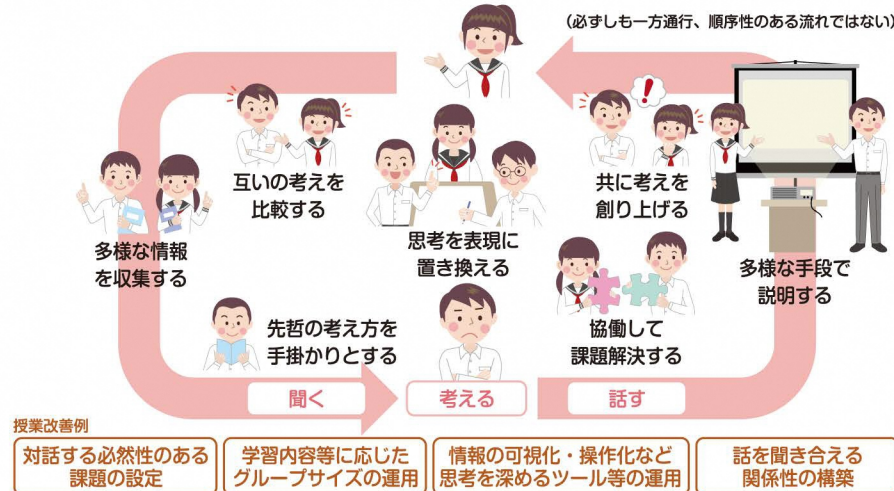 （必ずしも一方通行、順序性のある流れではない）
互いの考えを
比較する
共に考えを
創り上げる
多様な情報
を収集する
思考を表現に
置き換える
多様な手段で
説明する
先哲の考え方を
手掛かりとする
協働して
課題解決する
聞く
考える
話す
授業改善例
対話する必然性のある
課題の設定
学習内容等に応じた
グループサイズの運用
情報の可視化・操作化など
思考を深めるツール等の運用
話を聞き合える
関係性の構築